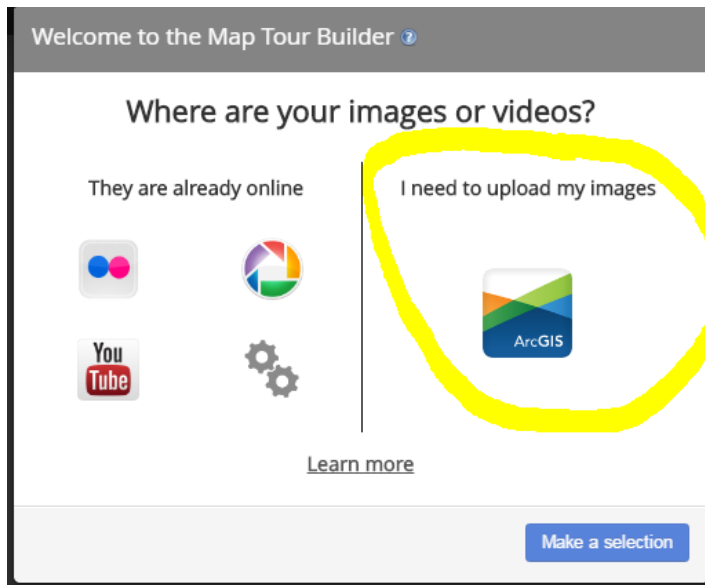 Welcome to the Map Tour Builder ?
Where are your images or videos?
They are already online
I need to upload my images
You
Tube
ArcGIS
Learn more
Make a selection